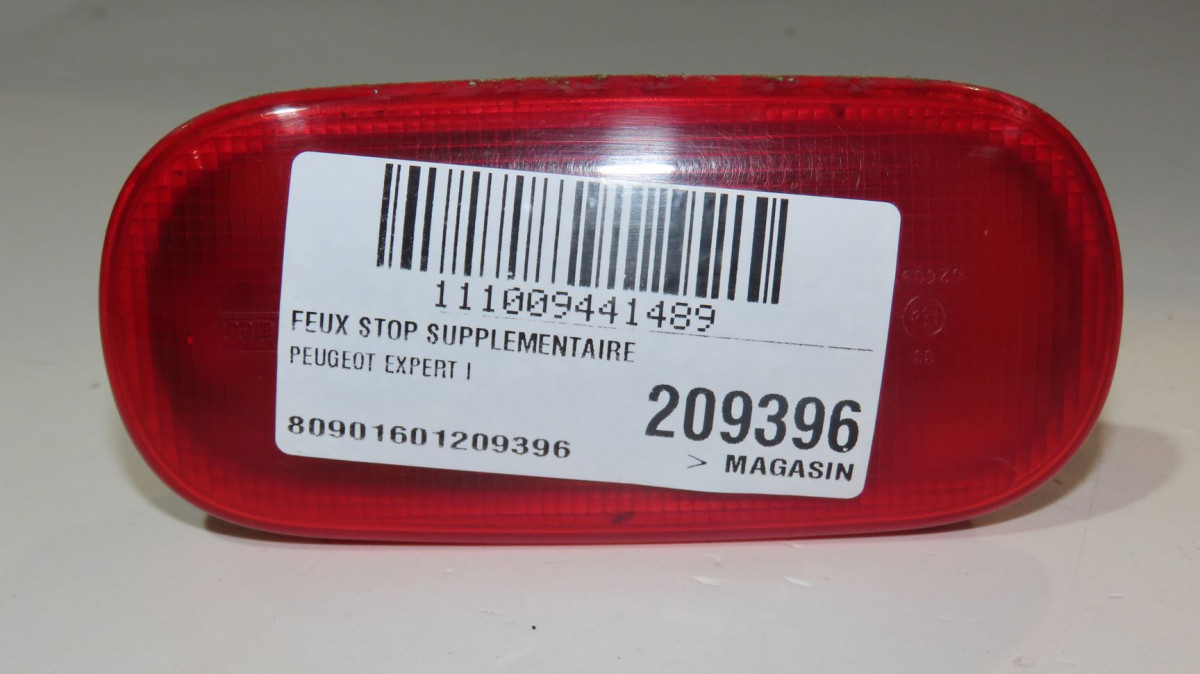 111009441489
FEUX STOP SUPPLEMENTAIRE
PEUGEOT EXPERT I
209396
80901601209396
> MAGASIN